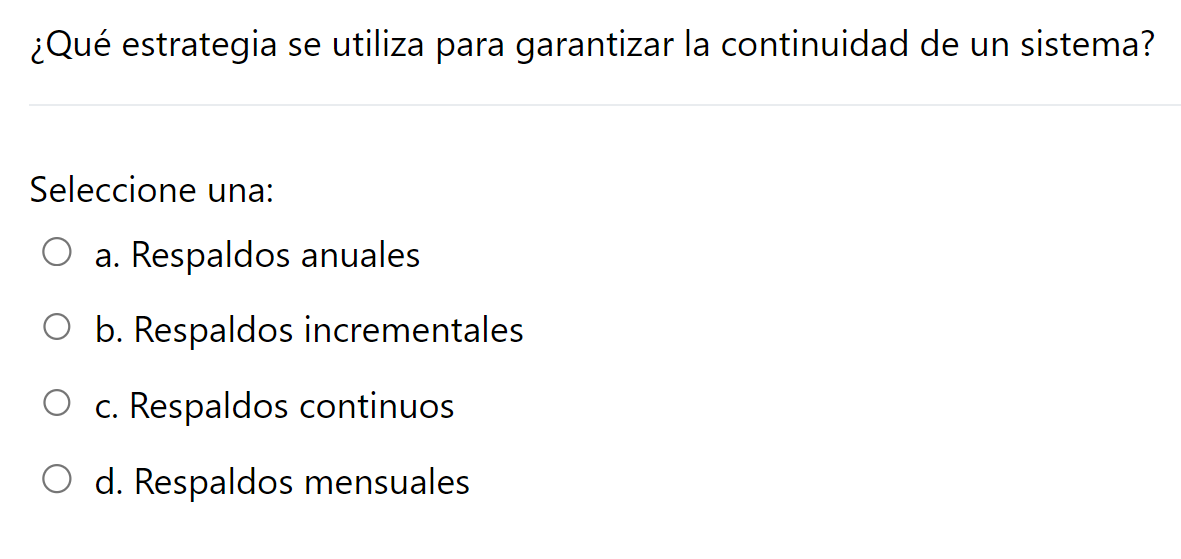 ¿Qué estrategia se utiliza para garantizar la continuidad de un sistema?
Seleccione una:
a. Respaldos anuales
b. Respaldos incrementales
c. Respaldos continuos
d. Respaldos mensuales